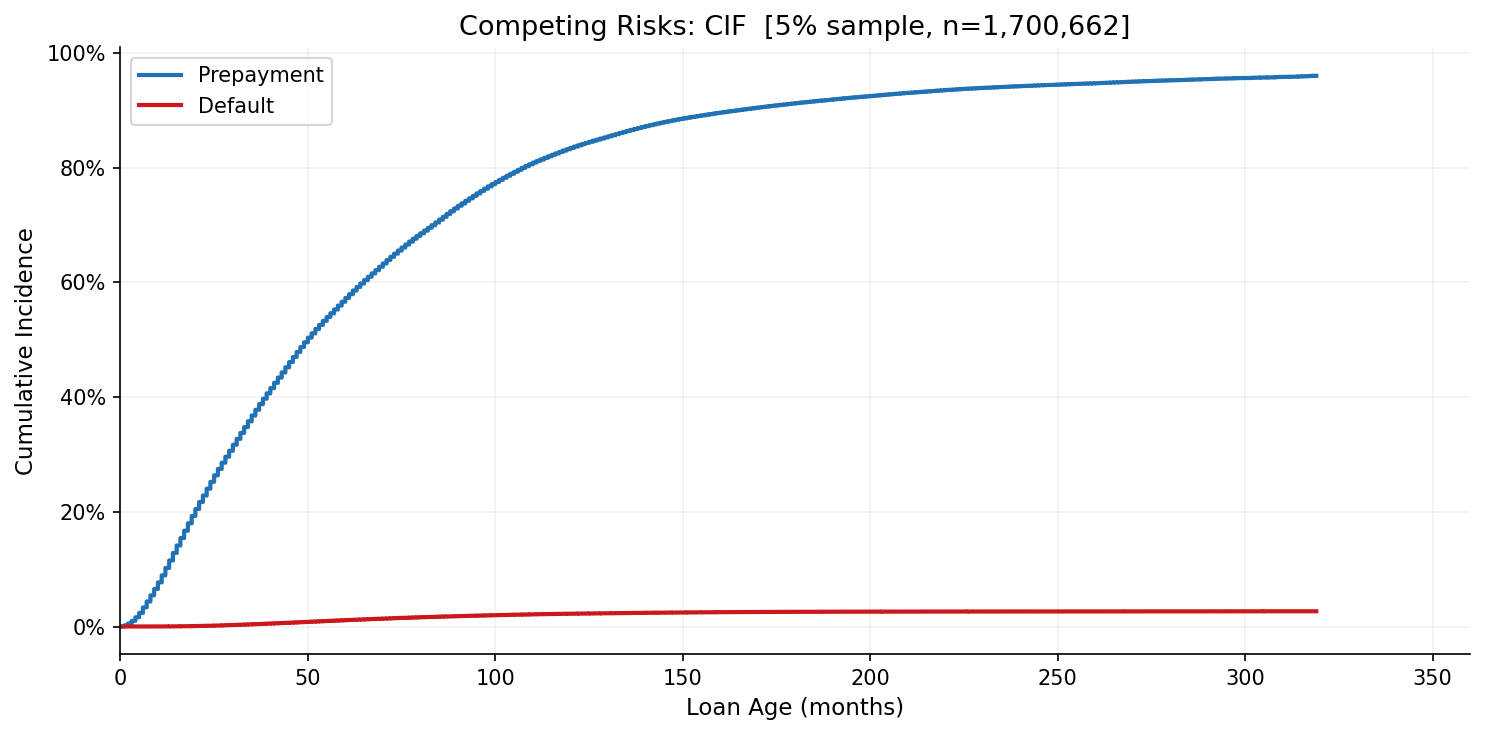 Competing Risks: CIF  [5% sample, n=1,700,662]
Prepayment
Default
Cumulative Incidence
100%
80%
60%
40%
20%
0%
0 50 100 150 200 250 300 350
Loan Age (months)